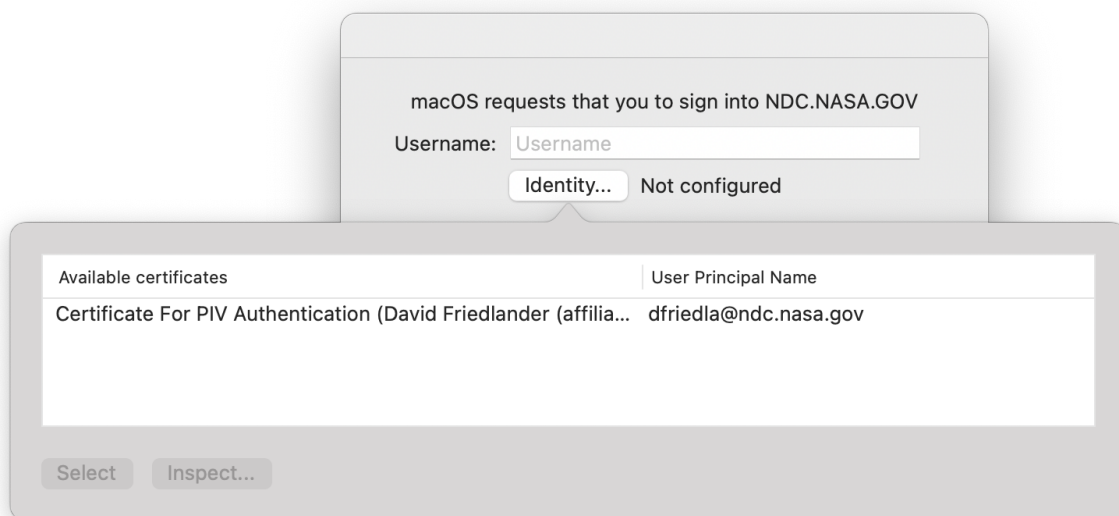 macOS requests that you to sign into NDC.NASA.GOV
Username: Username
Identity... Not configured
Available certificates User Principal Name
Certificate For PIV Authentication (David Friedlander (affilia... dfriedla@ndc.nasa.gov
Select Inspect...